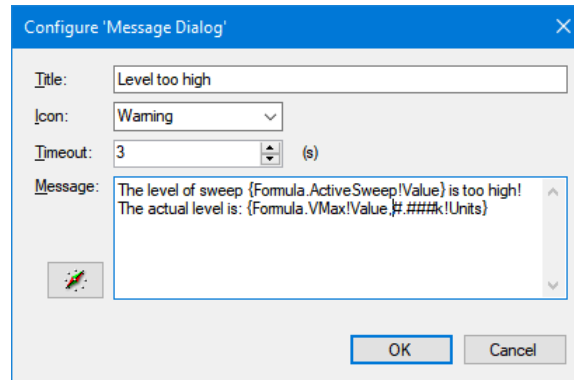 Configure 'Message Dialog'
Title: Level too high
Icon: Warning
Timeout: 3 (s)
Message: The level of sweep {Formula.ActiveSweep!Value} is too high!
The actual level is: {Formula.VMax!Value,#.###k!Units}
OK Cancel